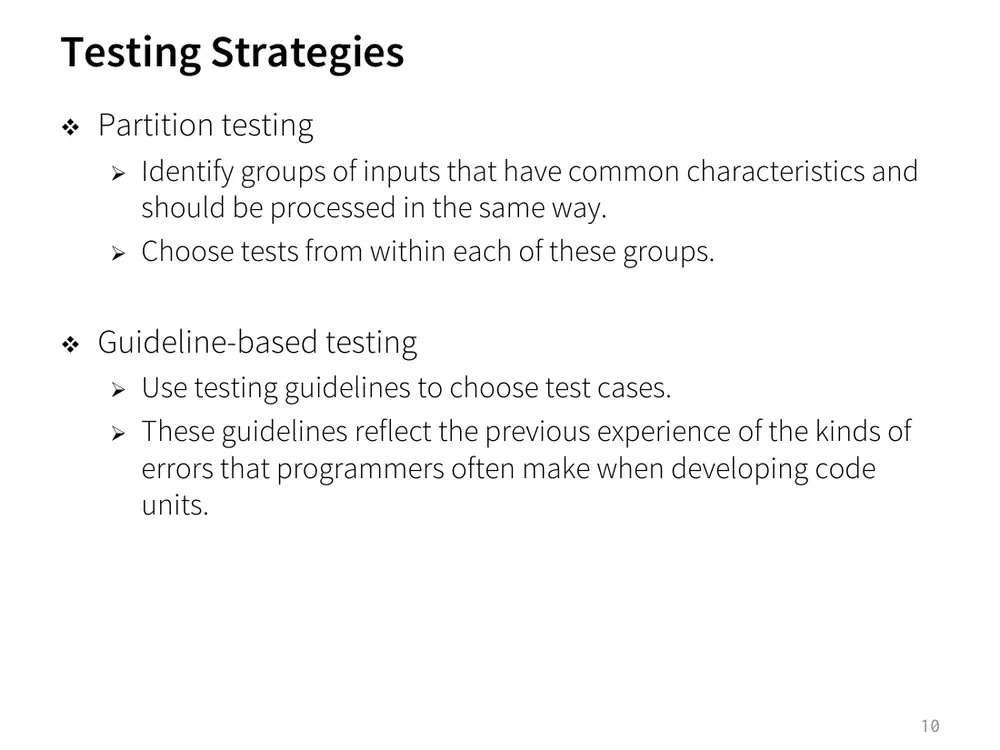 Testing Strategies
❖ Partition testing
➢ Identify groups of inputs that have common characteristics and
should be processed in the same way.
➢ Choose tests from within each of these groups.
❖ Guideline-based testing
➢ Use testing guidelines to choose test cases.
➢ These guidelines reflect the previous experience of the kinds of
errors that programmers often make when developing code
units.
10